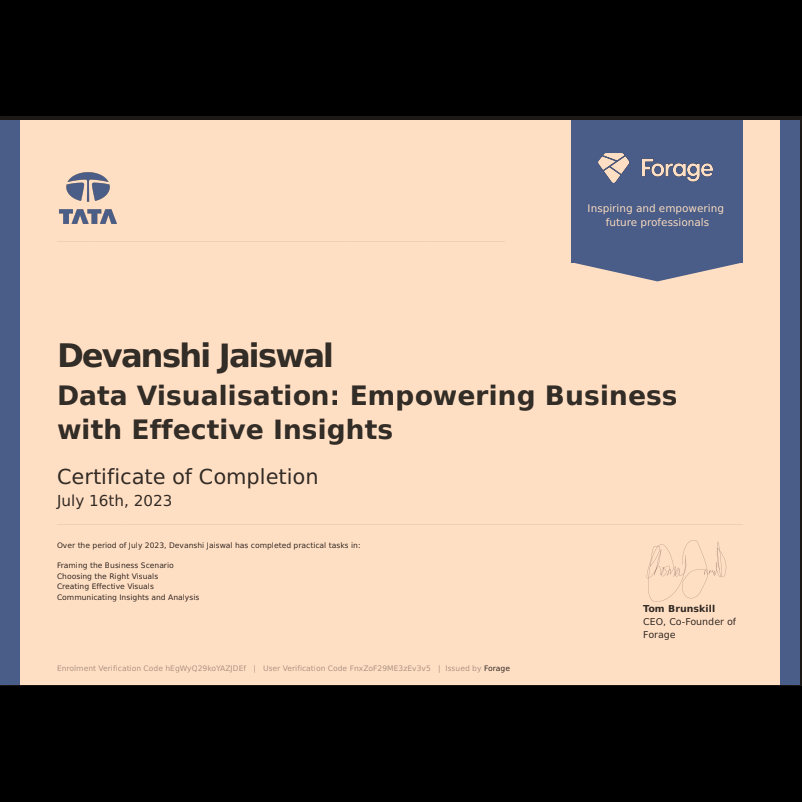 TATA
Forage
Inspiring and empowering
future professionals
Devanshi Jaiswal
Data Visualisation: Empowering Business
with Effective Insights
Certificate of Completion
July 16th, 2023
Over the period of July 2023, Devanshi Jaiswal has completed practical tasks in:
Framing the Business Scenario
Choosing the Right Visuals
Creating Effective Visuals
Communicating Insights and Analysis
Tom Brunskill
CEO, Co-Founder of
Forage
Enrolment Verification Code hEgWyQ29koYAZJDEf | User Verification Code FnxZoF29ME3zEv3v5 | Issued by Forage